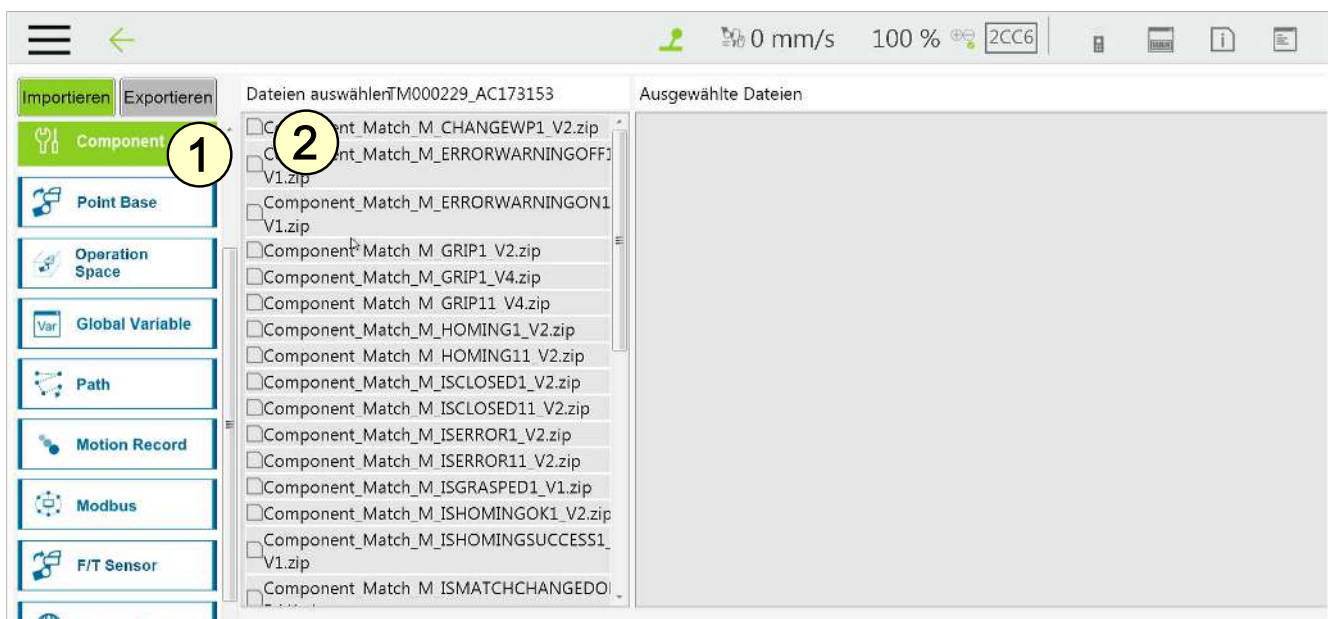 0 mm/s 100 % 2CC6
Importieren Exportieren Dateien auswählenTM000229_AC173153 Ausgewählte Dateien
Component
1
2
Point Base
Operation
Space
Global Variable
Var
Path
Motion Record
Modbus
F/T Sensor
Component_Match_M_CHANGEWP1_V2.zip
Component_Match_M_ERRORWARNINGOFF1
V1.zip
Component_Match_M_ERRORWARNINGON1
V1.zip
Component_Match_M_GRIP1_V2.zip
Component_Match_M_GRIP1_V4.zip
Component_Match_M_GRIP11_V4.zip
Component_Match_M_HOMING1_V2.zip
Component_Match_M_HOMING11_V2.zip
Component_Match_M_ISCLOSED1_V2.zip
Component_Match_M_ISCLOSED11_V2.zip
Component_Match_M_ISERROR1_V2.zip
Component_Match_M_ISERROR11_V2.zip
Component_Match_M_ISGRASPED1_V1.zip
Component_Match_M_ISHOMINGOK1_V2.zip
Component_Match_M_ISHOMINGSUCCESS1_
V1.zip
Component_Match_M_ISMATCHCHANGEDO